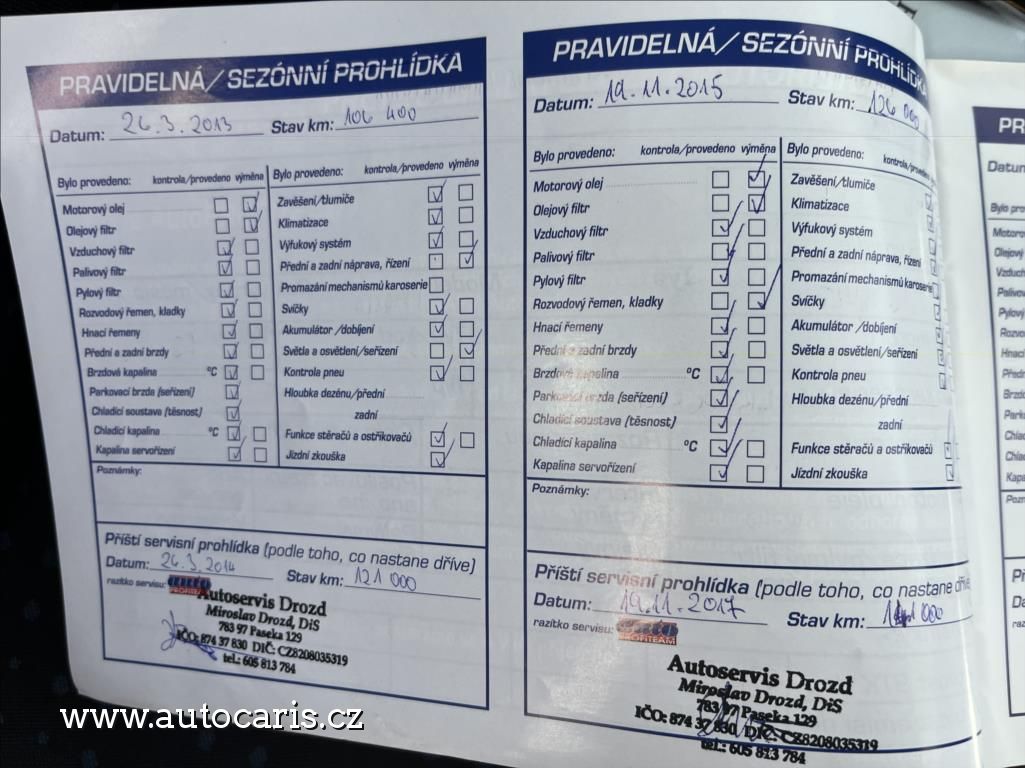 PRAVIDELNÁ/SEZÓNNÍ PROHLÍDKA
Datum: 26.3.2013 Stav km: 106 400
Bylo provedeno: kontrola/provedeno výměna
Motorový olej
Olejový filtr
Vzduchový filtr
Palivový filtr
Pylový filtr
Rozvodový řemen, kladky
Hnací řemeny
Přední a zadní brzdy
Brzdová kapalina °C
Parkovací brzda (seřízení)
Chladící soustava (těsnost)
Chladící kapalina °C
Kapalina servořízení
Bylo provedeno: kontrola/provedeno výměna
Zavěšení/tlumiče
Klimatizace
Výfukový systém
Přední a zadní náprava, řízení
Promazání mechanismů karoserie
Svíčky
Akumulátor /dobíjení
Světla a osvětlení/seřízení
Kontrola pneu
Hloubka dezénu/přední
zadní
Funkce stěračů a ostřikovačů
Jízdní zkouška
Poznámky:
Příští servisní prohlídka (podle toho, co nastane dříve)
Datum: 26.3.2014 Stav km: 121 000
razítko servisu: auto
PROFITEAM
Autoservis Drozd
Miroslav Drozd, DiS
783 97 Paseka 129
IČO: 874 37 830 DIČ: CZ8208035319
tel.: 605 813 784
PRAVIDELNÁ/SEZÓNNÍ PROHLÍDKA
Datum: 19.11.2015 Stav km: 126 000
Bylo provedeno: kontrola/provedeno výměna
Motorový olej
Olejový filtr
Vzduchový filtr
Palivový filtr
Pylový filtr
Rozvodový řemen, kladky
Hnací řemeny
Přední a zadní brzdy
Brzdová kapalina °C
Parkovací brzda (seřízení)
Chladící soustava (těsnost)
Chladící kapalina °C
Kapalina servořízení
Bylo provedeno:
Zavěšení/tlumiče
Klimatizace
Výfukový systém
Přední a zadní náprava, řízení
Promazání mechanismů karoserie
Svíčky
Akumulátor /dobíjení
Světla a osvětlení/seřízení
Kontrola pneu
Hloubka dezénu/přední
zadní
Funkce stěračů a ostřikovačů
Jízdní zkouška
Poznámky:
Příští servisní prohlídka (podle toho, co nastane dříve
Datum: 19.11.2017 Stav km:
razítko servisu: auto
PROFITEAM
Autoservis Drozd
Miroslav Drozd, DiS
783 97 Paseka 129
IČO: 874 37 830 DIČ: CZ8208035319
tel.: 605 813 784
www.autocaris.cz